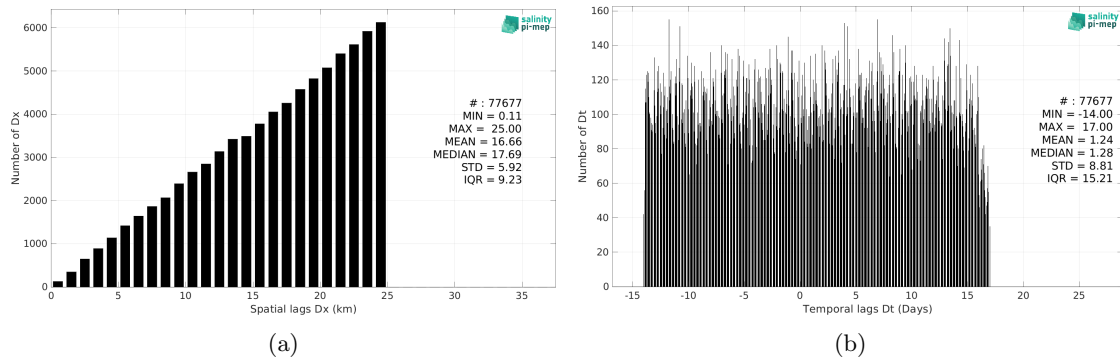 6000
5000
4000
3000
2000
1000
0
Number of Dx
0 5 10 15 20 25 30 35
Spatial lags Dx (km)
salinity
pi-mep
# : 77677
MIN = 0.11
MAX = 25.00
MEAN = 16.66
MEDIAN = 17.69
STD = 5.92
IQR = 9.23
(a)
160
140
120
100
80
60
40
20
0
Number of Dt
-15 -10 -5 0 5 10 15 20 25
Temporal lags Dt (Days)
salinity
pi-mep
# : 77677
MIN = -14.00
MAX = 17.00
MEAN = 1.24
MEDIAN = 1.28
STD = 8.81
IQR = 15.21
(b)